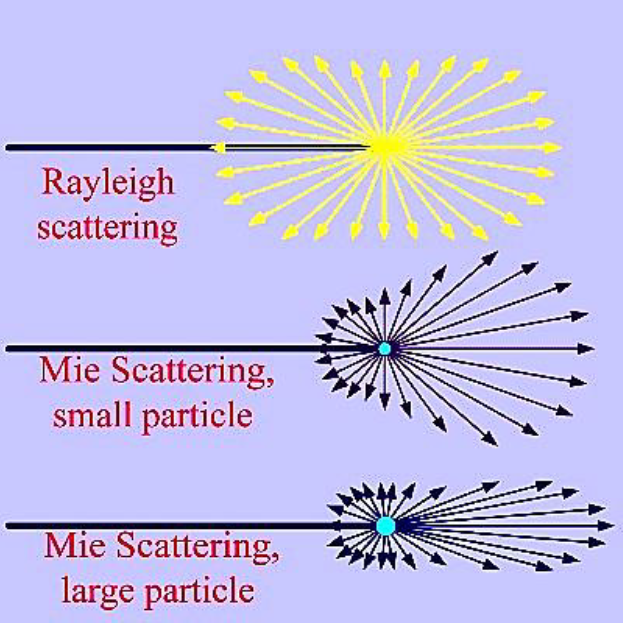 Rayleigh
scattering
Mie Scattering,
small particle
Mie Scattering,
large particle